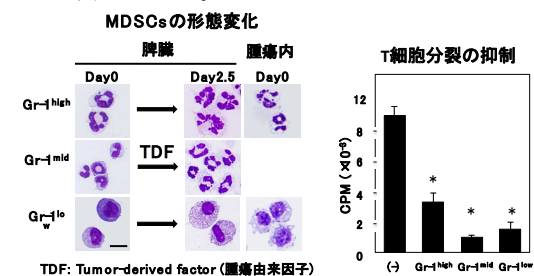 MDSCsの形態変化
脾臓
腫瘍内
Day0
Day2.5
Day0
Gr-1high
Gr-1mid
TDF
Gr-1lo
w
TDF: Tumor-derived factor (腫瘍由来因子)
T細胞分裂の抑制
CPM (×10-3)
12
8
6
4
2
0
*
*
*
(-)
Gr-1high
Gr-1mid
Gr-1low